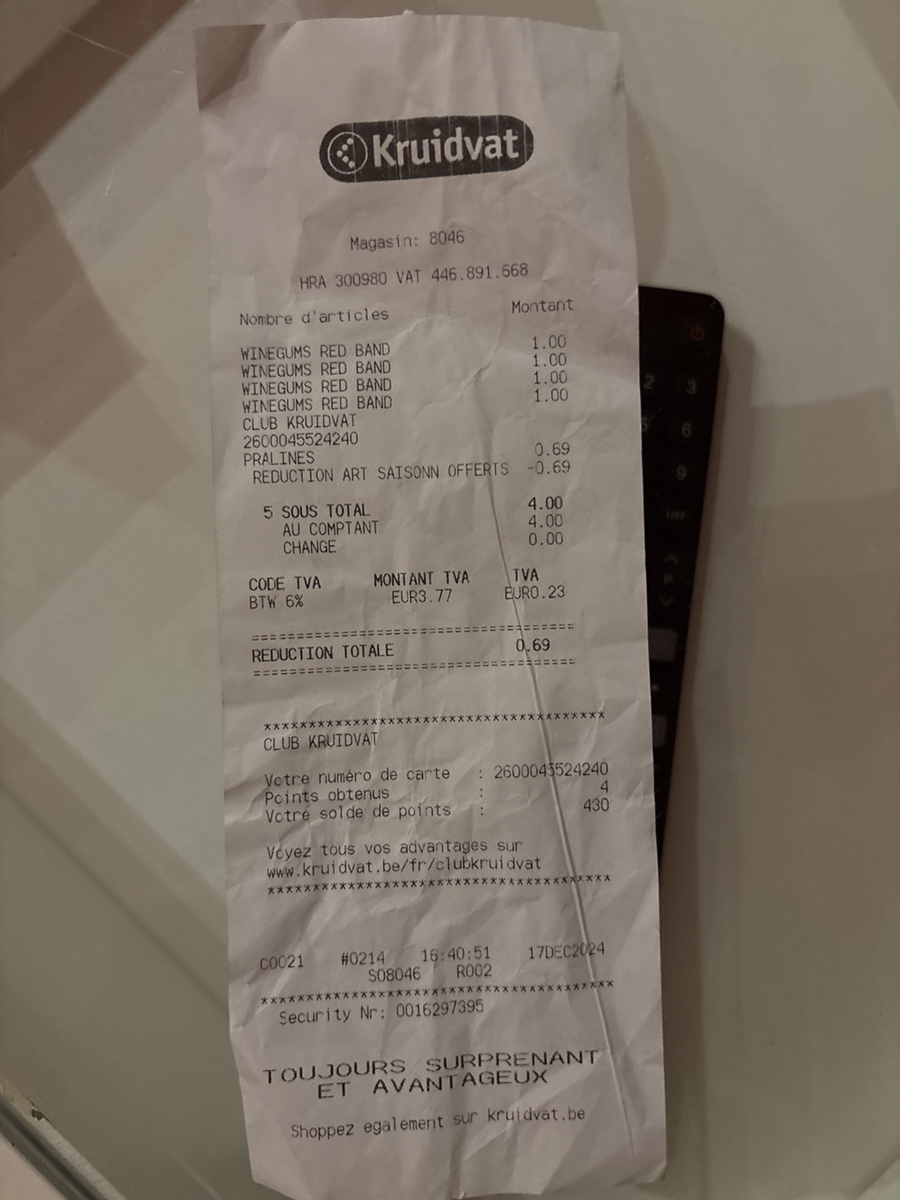 Kruidvat
Magasin: 8046
HRA 300980 VAT 446.891.668
Nombre d'articles Montant
WINEGUMS RED BAND 1.00
WINEGUMS RED BAND 1.00
WINEGUMS RED BAND 1.00
WINEGUMS RED BAND 1.00
CLUB KRUIDVAT
2600045524240
PRALINES 0.69
REDUCTION ART SAISONN OFFERTS -0.69
5 SOUS TOTAL 4.00
AU COMPTANT 4.00
CHANGE 0.00
CODE TVA MONTANT TVA TVA
BTW 6% EUR3.77 EUR0.23
======================================
REDUCTION TOTALE 0.69
======================================
****************************************
CLUB KRUIDVAT
Votre numéro de carte : 2600045524240
Points obtenus : 4
Votre solde de points : 430
Voyez tous vos advantages sur
www.kruidvat.be/fr/clubkruidvat
****************************************
C0021 #0214 16:40:51 17DEC2024
S08046 R002
****************************************
Security Nr: 0016297395
TOUJOURS SURPRENANT
ET AVANTAGEUX
Shoppez egalement sur kruidvat.be
2 3
6
9